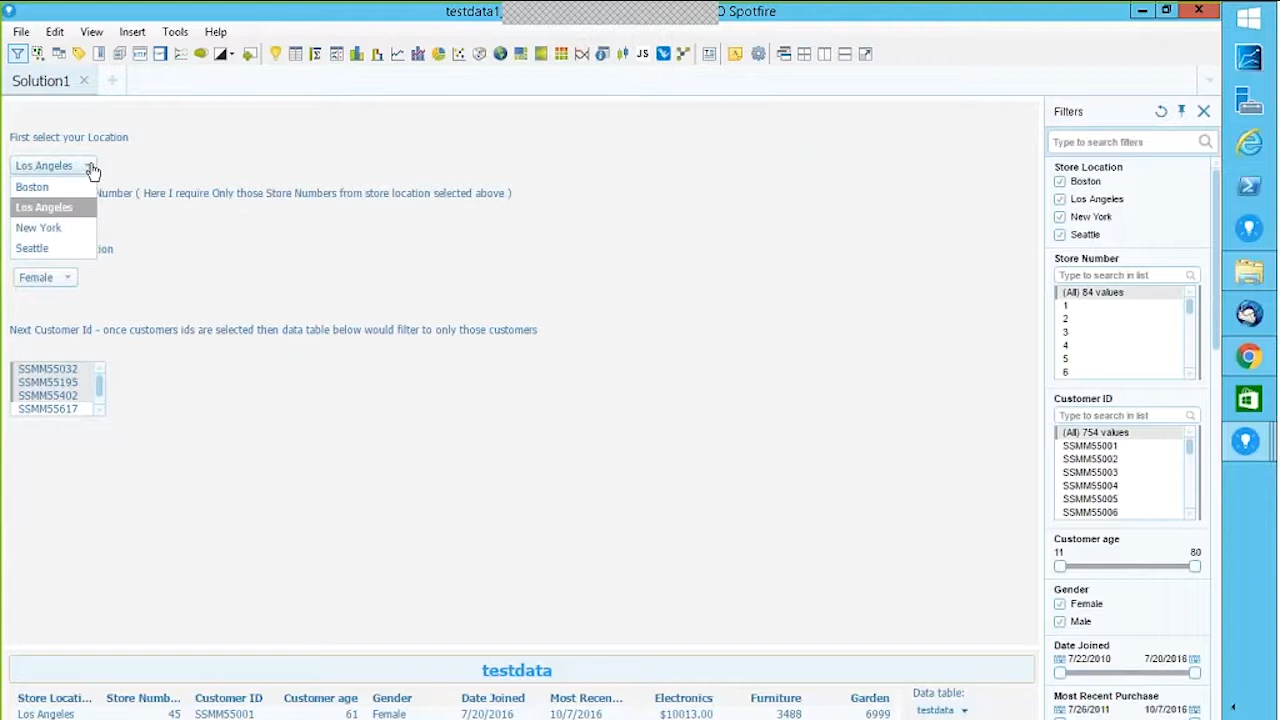 testdata1_ O Spotfire
File Edit View Insert Tools Help
JS
Solution1
First select your Location
Los Angeles
Boston
Los Angeles
New York
Seattle
Number ( Here I require Only those Store Numbers from store location selected above )
tion
Female
Next Customer Id - once customers ids are selected then data table below would filter to only those customers
SSMM55032
SSMM55195
SSMM55402
SSMM55617
Filters
Type to search filters
Store Location
Boston
Los Angeles
New York
Seattle
Store Number
Type to search in list
(All) 84 values
1
2
3
4
5
6
Customer ID
Type to search in list
(All) 754 values
SSMM55001
SSMM55002
SSMM55003
SSMM55004
SSMM55005
SSMM55006
Customer age
11 80
Gender
Female
Male
Date Joined
7/22/2010 7/20/2016
Most Recent Purchase
7/26/2011 10/7/2016
testdata
Store Locati... Store Numb... Customer ID Customer age Gender Date Joined Most Recen... Electronics Furniture Garden
Los Angeles 45 SSMM55001 61 Female 7/20/2016 10/7/2016 $10013.00 3488 6999
Data table:
testdata